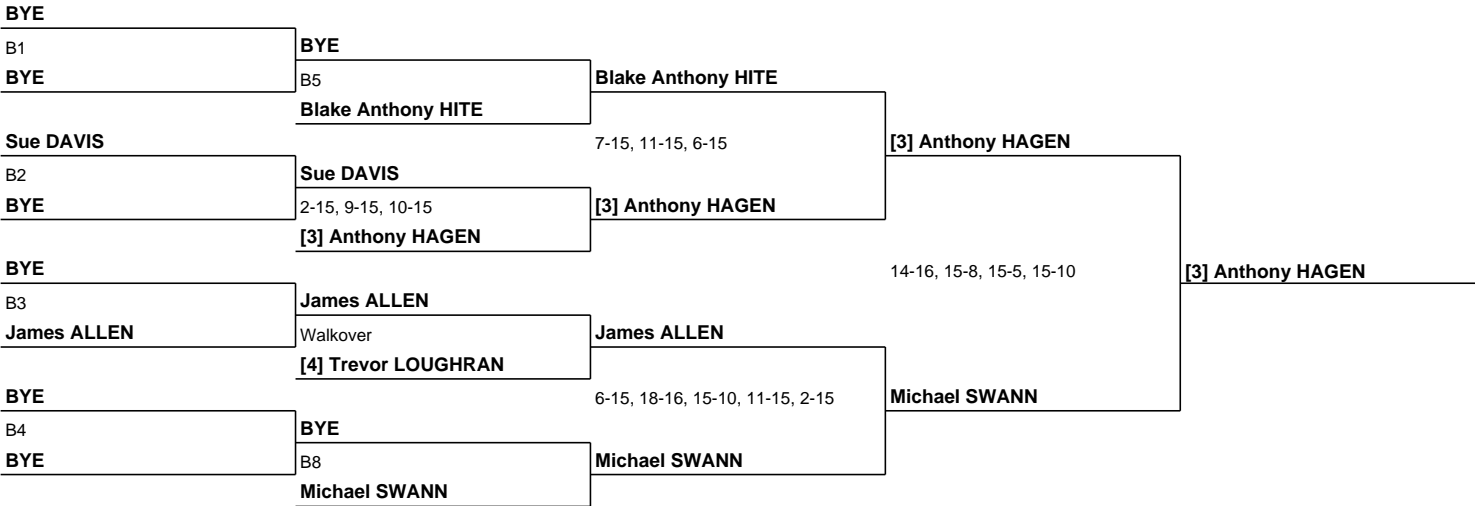 BYE
B1
BYE
BYE
B5
Blake Anthony HITE
Blake Anthony HITE
7-15, 11-15, 6-15
[3] Anthony HAGEN
Sue DAVIS
B2
BYE
Sue DAVIS
2-15, 9-15, 10-15
[3] Anthony HAGEN
[3] Anthony HAGEN
14-16, 15-8, 15-5, 15-10
[3] Anthony HAGEN
BYE
B3
James ALLEN
James ALLEN
Walkover
[4] Trevor LOUGHRAN
James ALLEN
6-15, 18-16, 15-10, 11-15, 2-15
Michael SWANN
BYE
B4
BYE
BYE
B8
Michael SWANN
Michael SWANN